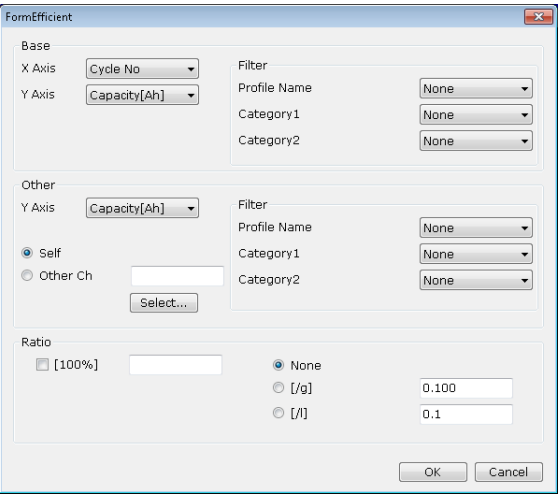 FormEfficient
Base
X Axis Cycle No
Y Axis Capacity[Ah]
Filter
Profile Name None
Category1 None
Category2 None
Other
Y Axis Capacity[Ah]
Self
Other Ch
Select...
Filter
Profile Name None
Category1 None
Category2 None
Ratio
[100%]
None
[/g] 0.100
[/l] 0.1
OK Cancel